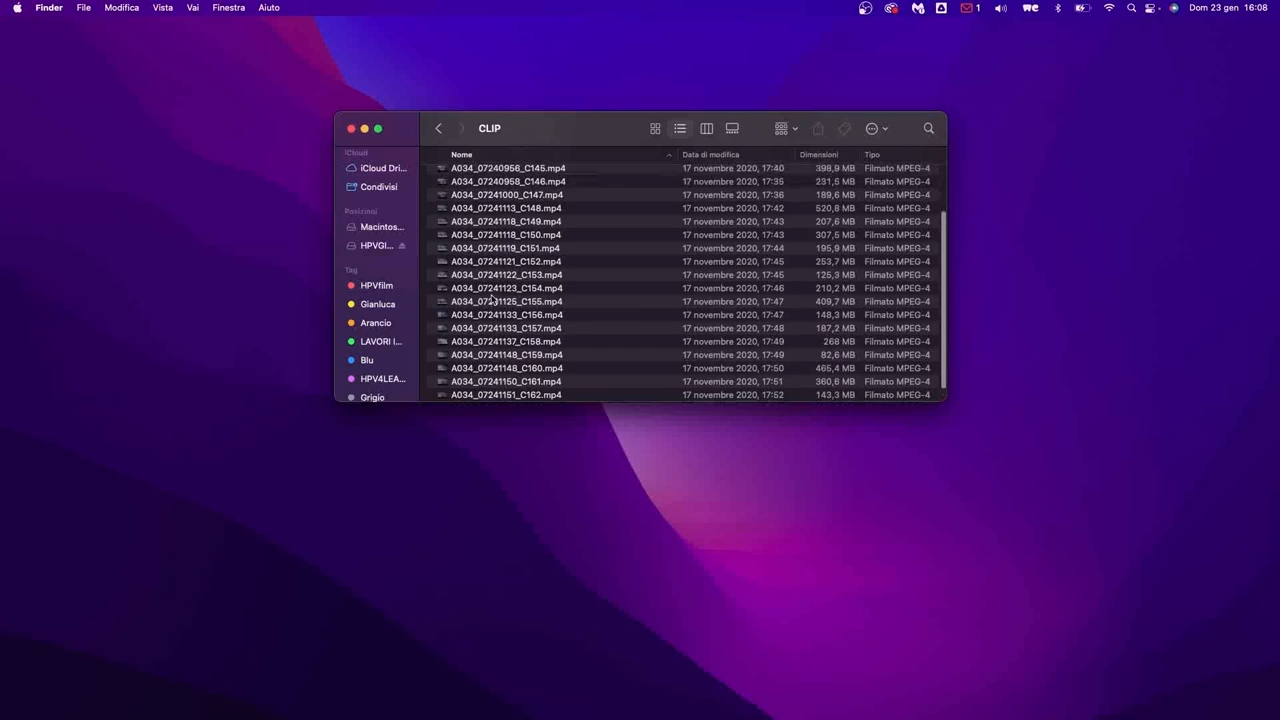 Finder File Modifica Vista Vai Finestra Aiuto 1 Dom 23 gen 16:08
CLIP
Nome Data di modifica Dimensioni Tipo
A034_07240956_C145.mp4 17 novembre 2020, 17:40 398,9 MB Filmato MPEG-4
A034_07240958_C146.mp4 17 novembre 2020, 17:35 231,5 MB Filmato MPEG-4
A034_07241000_C147.mp4 17 novembre 2020, 17:36 189,6 MB Filmato MPEG-4
A034_07241113_C148.mp4 17 novembre 2020, 17:42 520,8 MB Filmato MPEG-4
A034_07241118_C149.mp4 17 novembre 2020, 17:43 207,6 MB Filmato MPEG-4
A034_07241118_C150.mp4 17 novembre 2020, 17:43 307,5 MB Filmato MPEG-4
A034_07241119_C151.mp4 17 novembre 2020, 17:44 195,9 MB Filmato MPEG-4
A034_07241121_C152.mp4 17 novembre 2020, 17:45 253,7 MB Filmato MPEG-4
A034_07241122_C153.mp4 17 novembre 2020, 17:45 125,3 MB Filmato MPEG-4
A034_07241123_C154.mp4 17 novembre 2020, 17:46 210,2 MB Filmato MPEG-4
A034_07241125_C155.mp4 17 novembre 2020, 17:47 409,7 MB Filmato MPEG-4
A034_07241133_C156.mp4 17 novembre 2020, 17:47 148,3 MB Filmato MPEG-4
A034_07241133_C157.mp4 17 novembre 2020, 17:48 187,2 MB Filmato MPEG-4
A034_07241137_C158.mp4 17 novembre 2020, 17:49 268 MB Filmato MPEG-4
A034_07241148_C159.mp4 17 novembre 2020, 17:49 82,6 MB Filmato MPEG-4
A034_07241148_C160.mp4 17 novembre 2020, 17:50 465,4 MB Filmato MPEG-4
A034_07241150_C161.mp4 17 novembre 2020, 17:51 360,6 MB Filmato MPEG-4
A034_07241151_C162.mp4 17 novembre 2020, 17:52 143,3 MB Filmato MPEG-4
iCloud
iCloud Dri...
Condivisi
Posizioni
Macintos...
HPVGl...
Tag
HPVfilm
Gianluca
Arancio
LAVORI I...
Blu
HPV4LEA...
Grigio